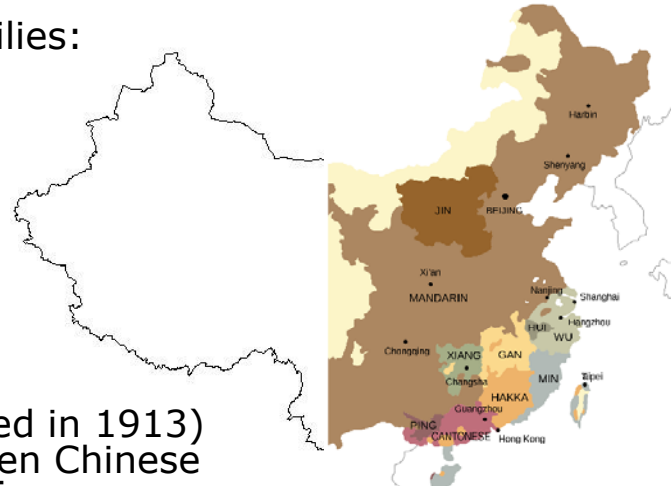 ilies:
Harbin
Shenyang
JIN
BEIJING
Xi'an
MANDARIN
Nanjing
Shanghai
HUI
Hangzhou
WU
Chongqing
XIANG
GAN
Changsha
MIN
Taipei
HAKKA
Guangzhou
PING
CANTONESE
Hong Kong
ed in 1913)
en Chinese